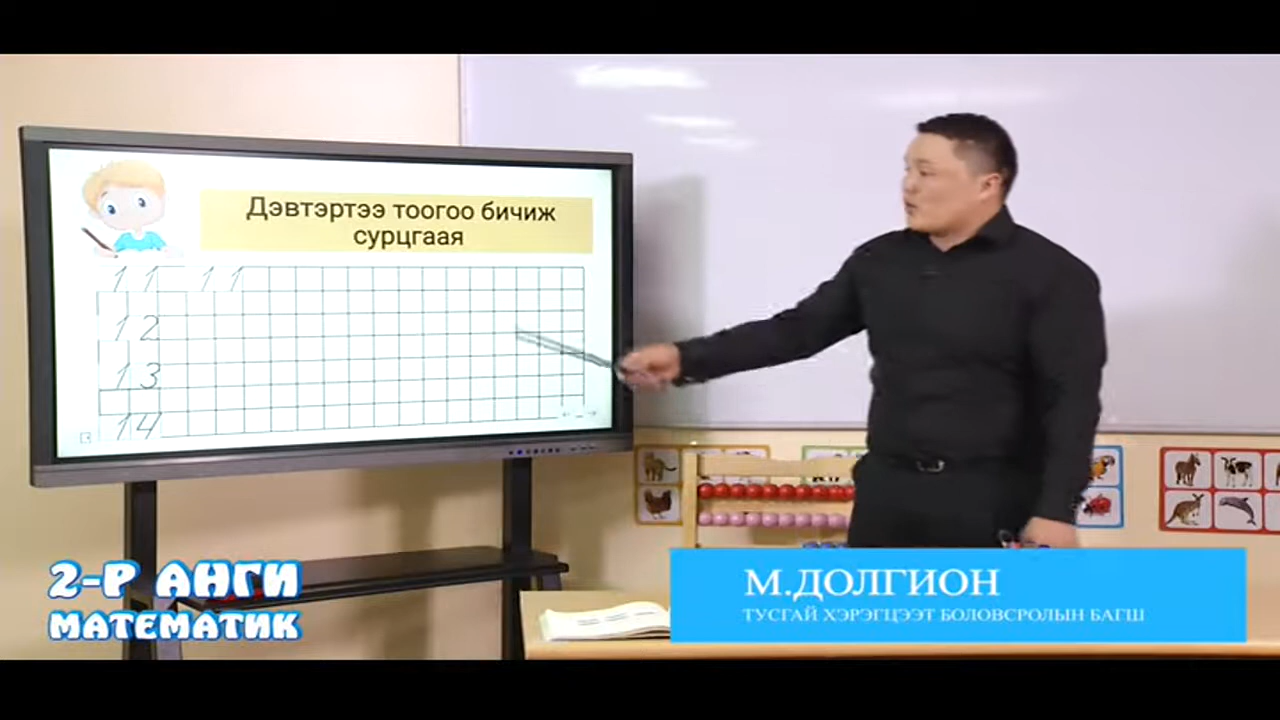 Дэвтэртээ тоогоо бичиж
сурцгаая
11 11
12
13
14
2-Р АНГИ
МАТЕМАТИК
М.ДОЛГИОН
ТУСГАЙ ХЭРЭГЦЭЭТ БОЛОВСРОЛЫН БАГШ